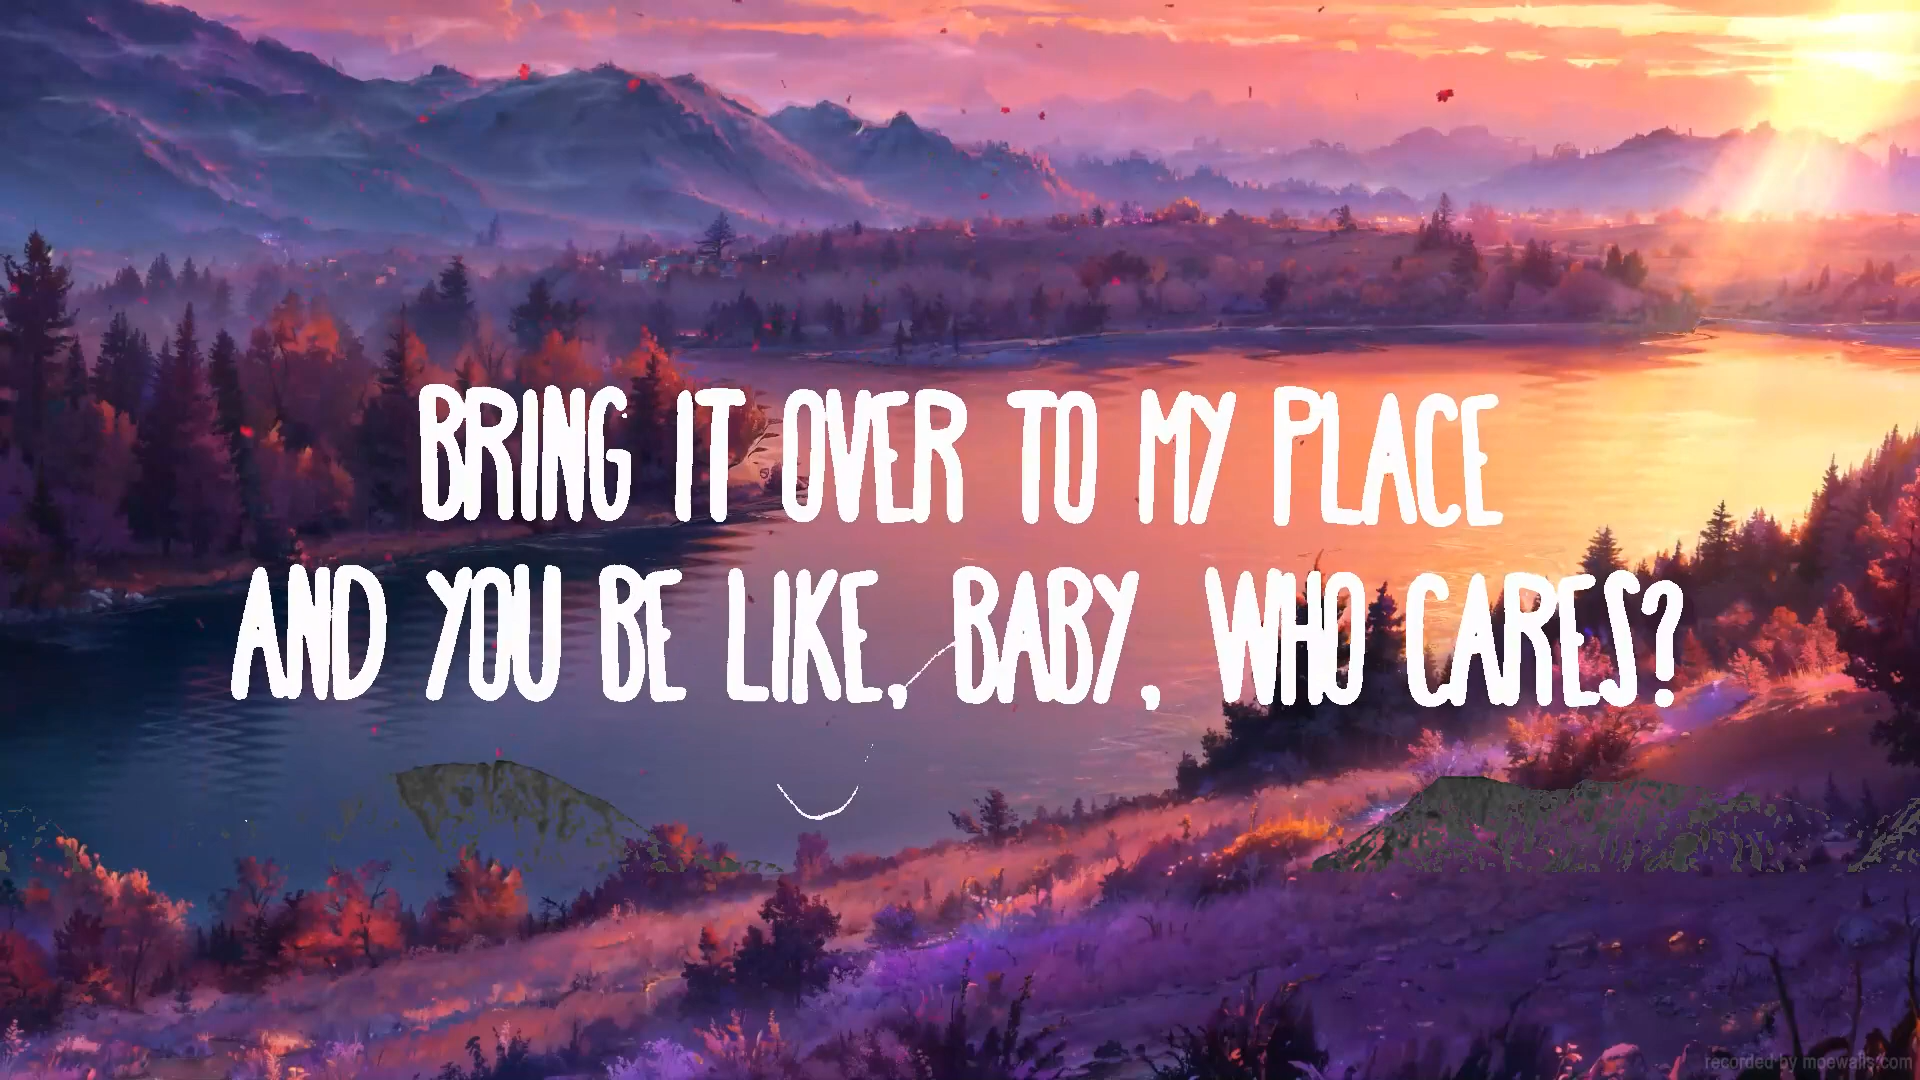 BRING IT OVER TO MY PLACE
AND YOU BE LIKE, BABY, WHO CARES?
recorded by moewalls.com